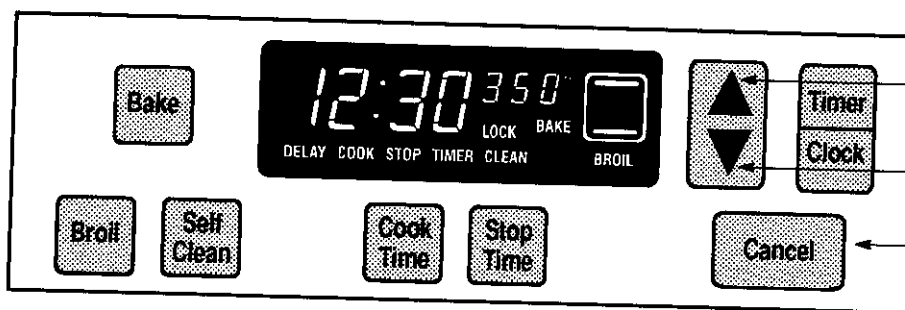 Bake
12:30 350°
LOCK BAKE
DELAY COOK STOP TIMER CLEAN BROIL
Timer
Clock
Broil
Self
Clean
Cook
Time
Stop
Time
Cancel